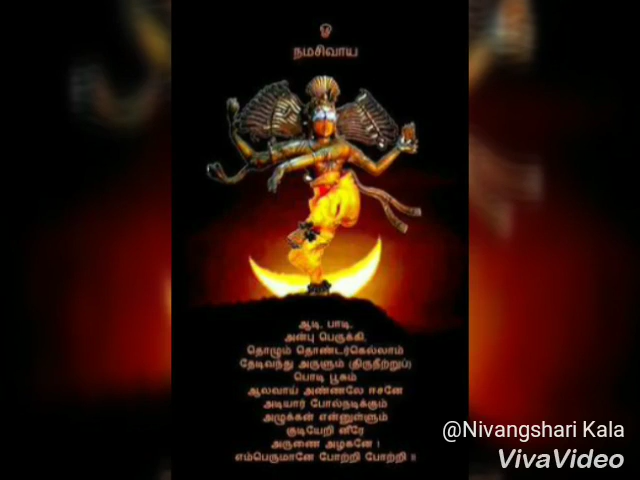 ௐ
நமசிவாய
ஆடி, பாடி,
அன்பு பெருக்கி,
தொழும் தொண்டர்கெல்லாம்
தேடிவந்து அருளும் (திருநீற்றுப்)
பொடி பூசும்
ஆலவாய் அண்ணலே ஈசனே
அடியார் போல்நடிக்கும்
அழுக்கன் என்னுள்ளும்
குடியேறி னீரே
அருணை அழகனே !
எம்பெருமானே போற்றி போற்றி !!
@Nivangshari Kala
VivaVideo